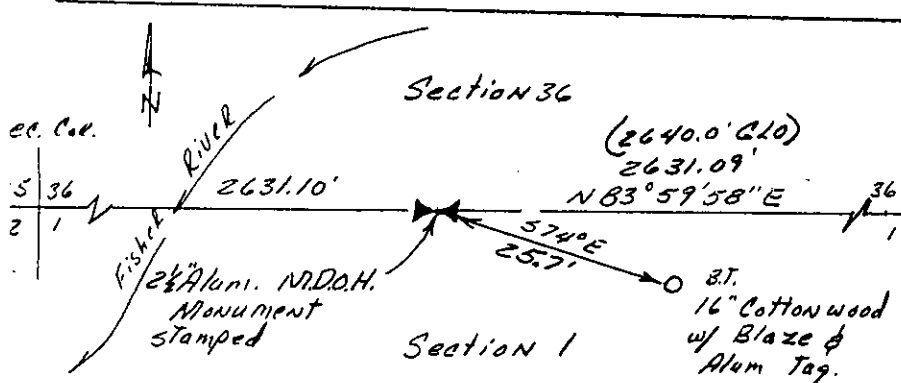 N
Section 36
ec. Cor.
(2640.0' GLO)
2631.09'
N 83° 59' 58" E
2631.10'
5 36
2 1
36
1
Fisher River
S74°E
25.7'
2½" Alum. M.D.O.H.
Monument
stamped
B.T.
16" Cottonwood
w/ Blaze &
Alum Tag.
Section 1